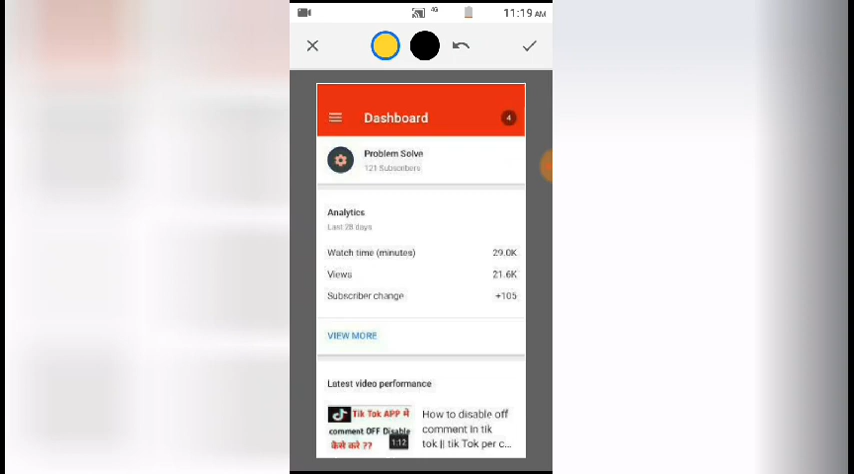 4G 11:19 AM
Dashboard 4
Problem Solve
121 Subscribers
Analytics
Last 28 days
Watch time (minutes) 29.0K
Views 21.6K
Subscriber change +105
VIEW MORE
Latest video performance
Tik Tok APP में
comment OFF Disable
कैसे करे ??
1:12
How to disable off
comment in tik
tok || tik Tok per c...